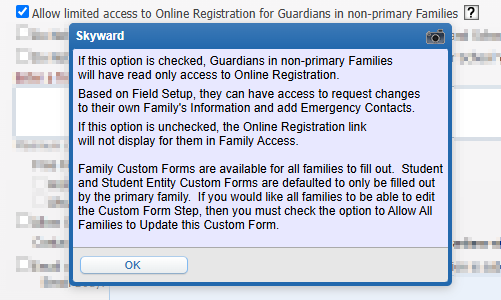 Allow limited access to Online Registration for Guardians in non-primary Families [?]
Skyward
If this option is checked, Guardians in non-primary Families
will have read only access to Online Registration.
Based on Field Setup, they can have access to request changes
to their own Family's Information and add Emergency Contacts.
If this option is unchecked, the Online Registration link
will not display for them in Family Access.
Family Custom Forms are available for all families to fill out. Student
and Student Entity Custom Forms are defaulted to only be filled out
by the primary family. If you would like all families to be able to edit
the Custom Form Step, then you must check the option to Allow All
Families to Update this Custom Form.
OK